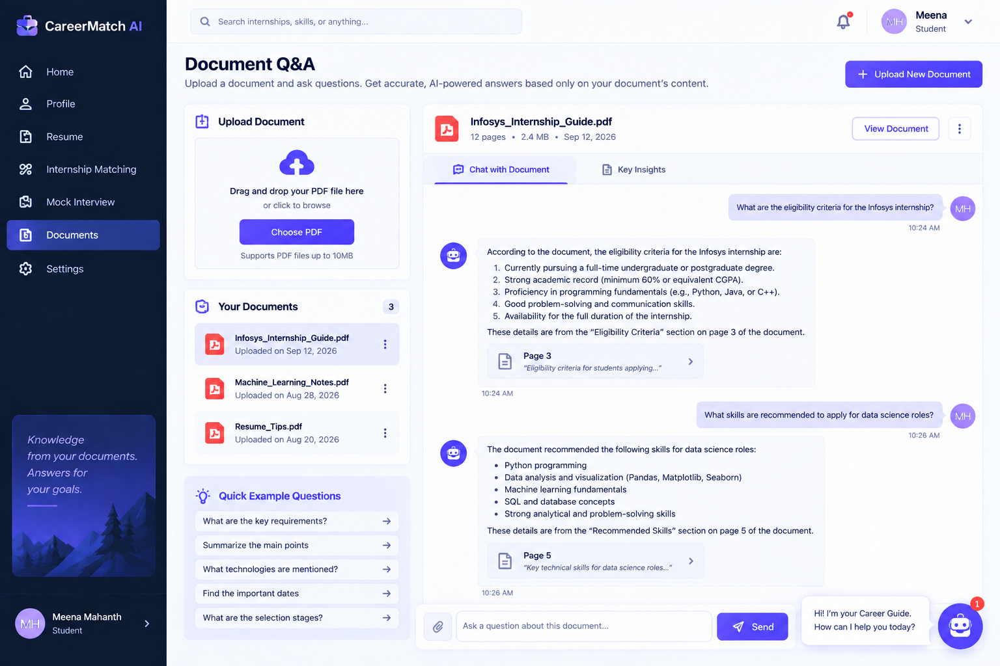 CareerMatch AI
Home
Profile
Resume
Internship Matching
Mock Interview
Documents
Settings
Knowledge
from your documents.
Answers for
your goals.
MH
Meena Mahanth
Student
Search internships, skills, or anything...
MH
Meena
Student
Document Q&A
Upload a document and ask questions. Get accurate, AI-powered answers based only on your document's content.
+ Upload New Document
Upload Document
Drag and drop your PDF file here
or click to browse
Choose PDF
Supports PDF files up to 10MB
Your Documents
3
Infosys_Internship_Guide.pdf
Uploaded on Sep 12, 2026
Machine_Learning_Notes.pdf
Uploaded on Aug 28, 2026
Resume_Tips.pdf
Uploaded on Aug 20, 2026
Quick Example Questions
What are the key requirements?
Summarize the main points
What technologies are mentioned?
Find the important dates
What are the selection stages?
Infosys_Internship_Guide.pdf
12 pages • 2.4 MB • Sep 12, 2026
View Document
Chat with Document
Key Insights
What are the eligibility criteria for the Infosys internship?
MH
10:24 AM
According to the document, the eligibility criteria for the Infosys internship are:
1. Currently pursuing a full-time undergraduate or postgraduate degree.
2. Strong academic record (minimum 60% or equivalent CGPA).
3. Proficiency in programming fundamentals (e.g., Python, Java, or C++).
4. Good problem-solving and communication skills.
5. Availability for the full duration of the internship.
These details are from the “Eligibility Criteria” section on page 3 of the document.
Page 3
“Eligibility criteria for students applying...”
10:24 AM
What skills are recommended to apply for data science roles?
MH
10:26 AM
The document recommended the following skills for data science roles:
• Python programming
• Data analysis and visualization (Pandas, Matplotlib, Seaborn)
• Machine learning fundamentals
• SQL and database concepts
• Strong analytical and problem-solving skills
These details are from the “Recommended Skills” section on page 5 of the document.
Page 5
“Key technical skills for data science roles...”
10:26 AM
Ask a question about this document...
Send
Hi! I'm your Career Guide.
How can I help you today?
1